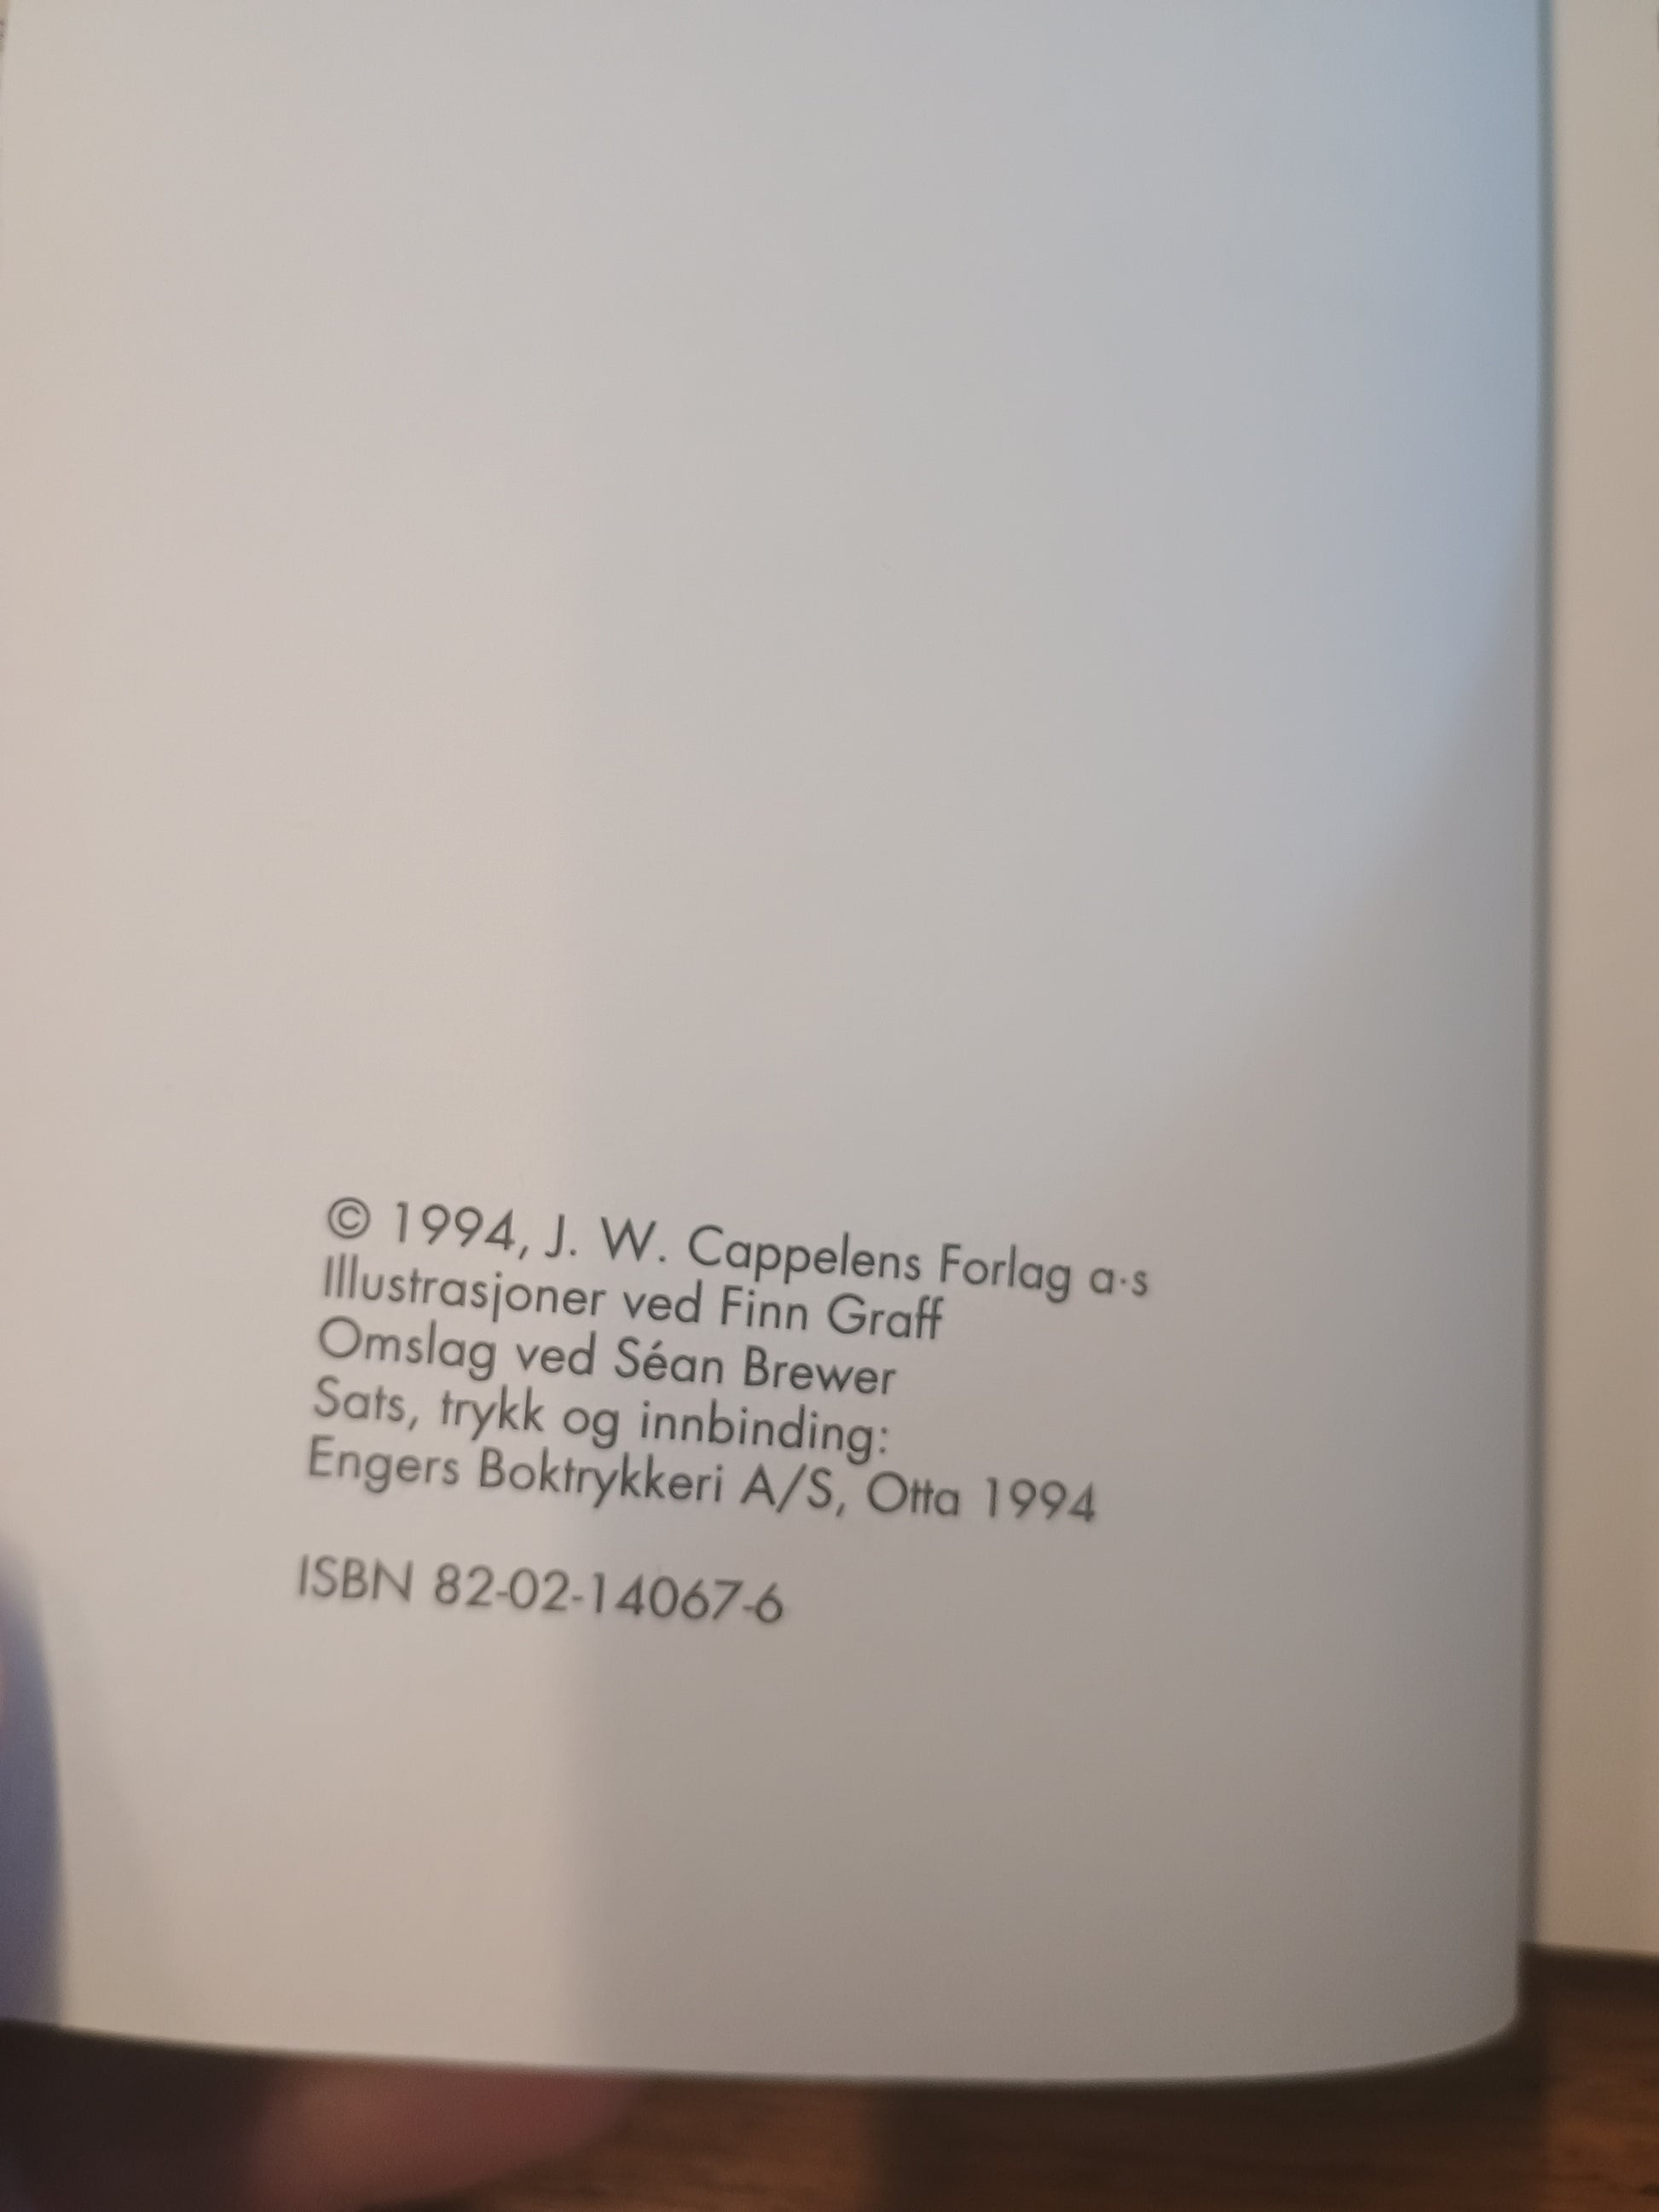 © 1994, J. W. Cappelens Forlag a·s
Illustrasjoner ved Finn Graff
Omslag ved Séan Brewer
Sats, trykk og innbinding:
Engers Boktrykkeri A/S, Otta 1994
ISBN 82-02-14067-6